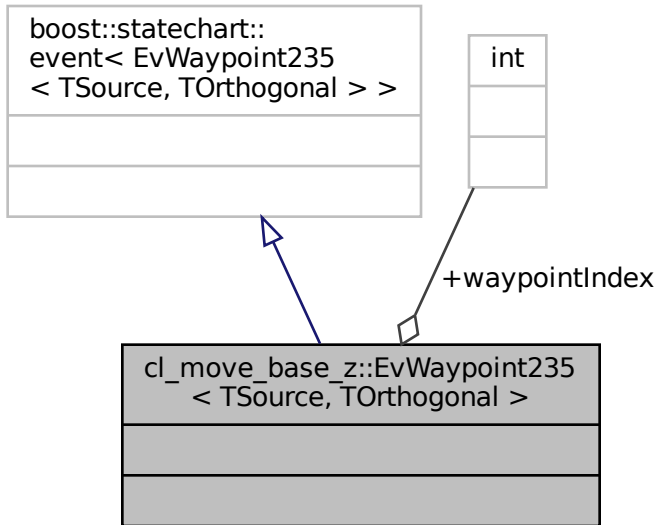 boost::statechart::
event< EvWaypoint235
< TSource, TOrthogonal > >
int
+waypointIndex
cl_move_base_z::EvWaypoint235
< TSource, TOrthogonal >